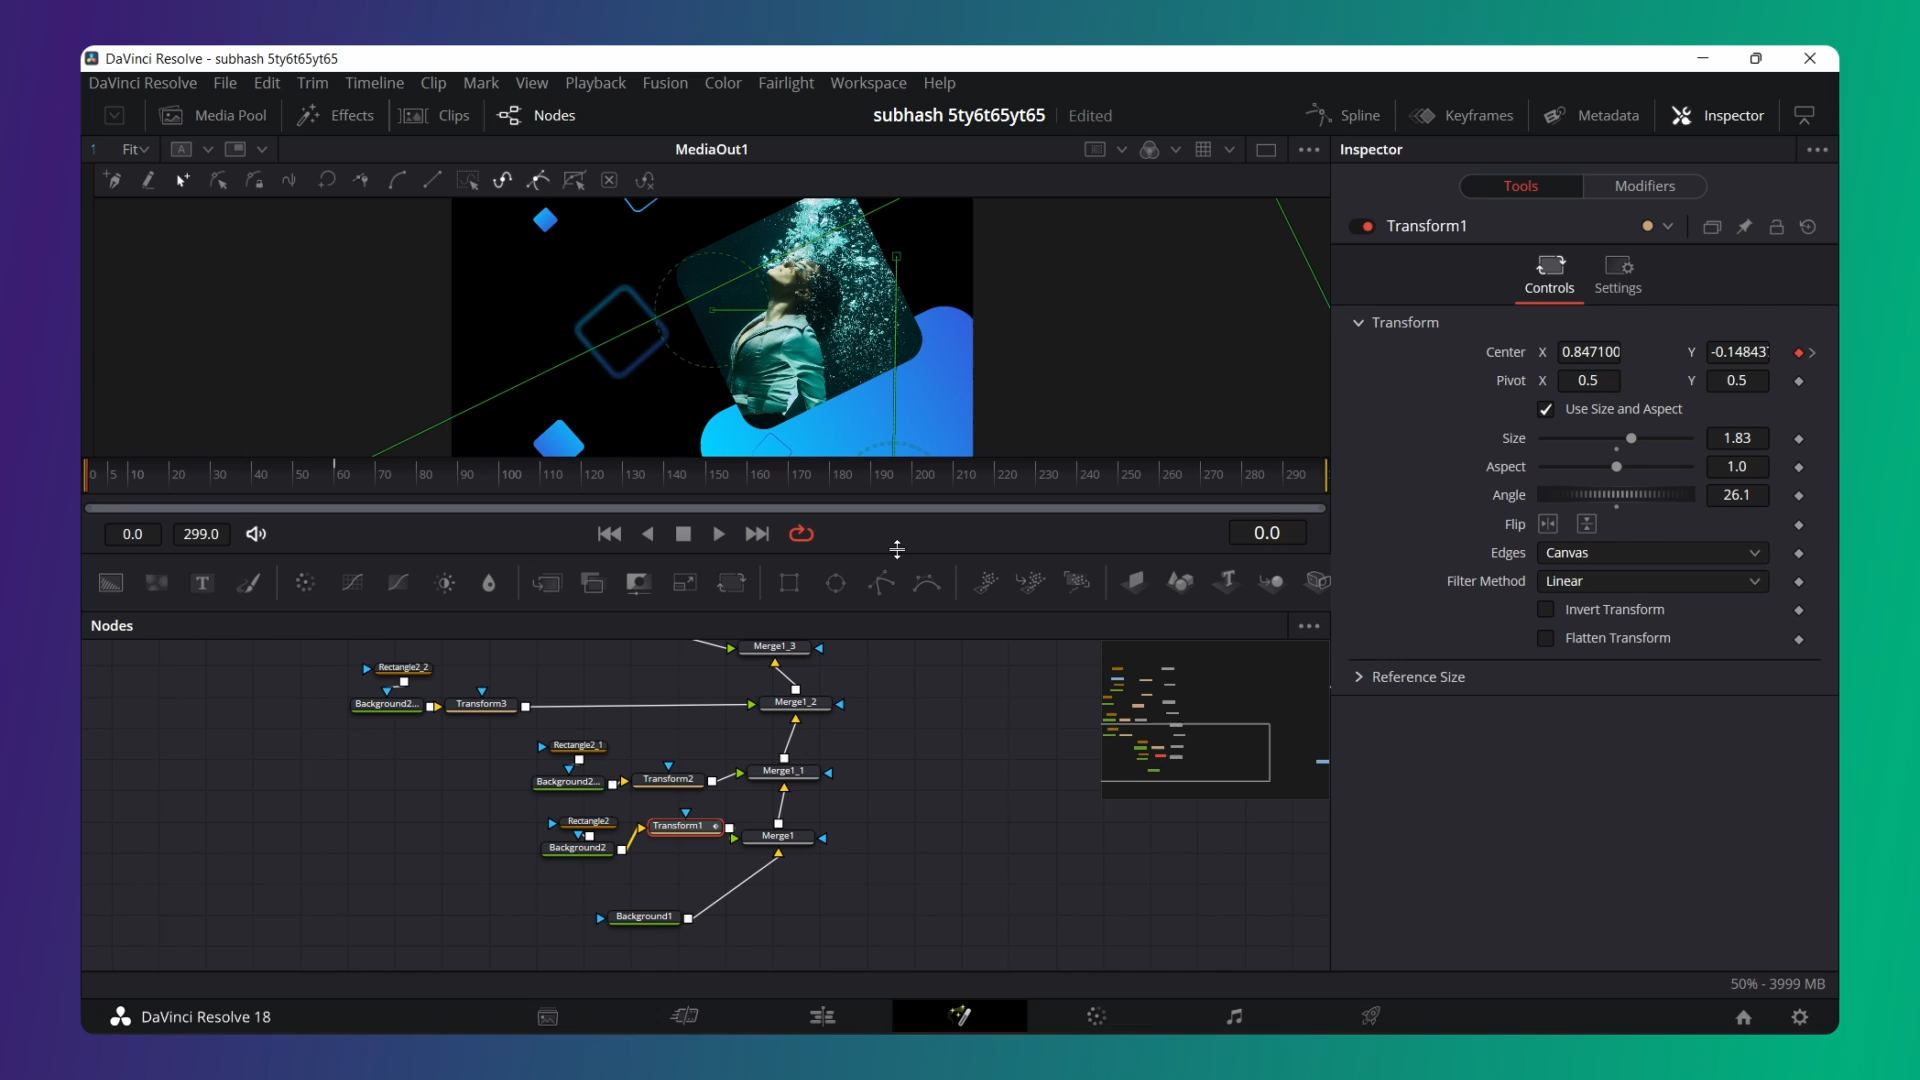 DaVinci Resolve - subhash 5ty6t65yt65
DaVinci Resolve File Edit Trim Timeline Clip Mark View Playback Fusion Color Fairlight Workspace Help
Media Pool Effects Clips Nodes subhash 5ty6t65yt65 Edited Spline Keyframes Metadata Inspector
Fit A MediaOut1 Inspector
Tools Modifiers
Transform1
Controls Settings
Transform
Center X 0.847100 Y -0.14843
Pivot X 0.5 Y 0.5
Use Size and Aspect
Size 1.83
Aspect 1.0
Angle 26.1
Flip
Edges Canvas
Filter Method Linear
Invert Transform
Flatten Transform
Reference Size
0 5 10 20 30 40 50 60 70 80 90 100 110 120 130 140 150 160 170 180 190 200 210 220 230 240 250 260 270 280 290
0.0 299.0 0.0
T T
Nodes
Merge1_3
Rectangle2_2
Background2... Transform3 Merge1_2
Rectangle2_1
Background2... Transform2 Merge1_1
Rectangle2 Transform1 Merge1
Background2
Background1
50% - 3999 MB
DaVinci Resolve 18